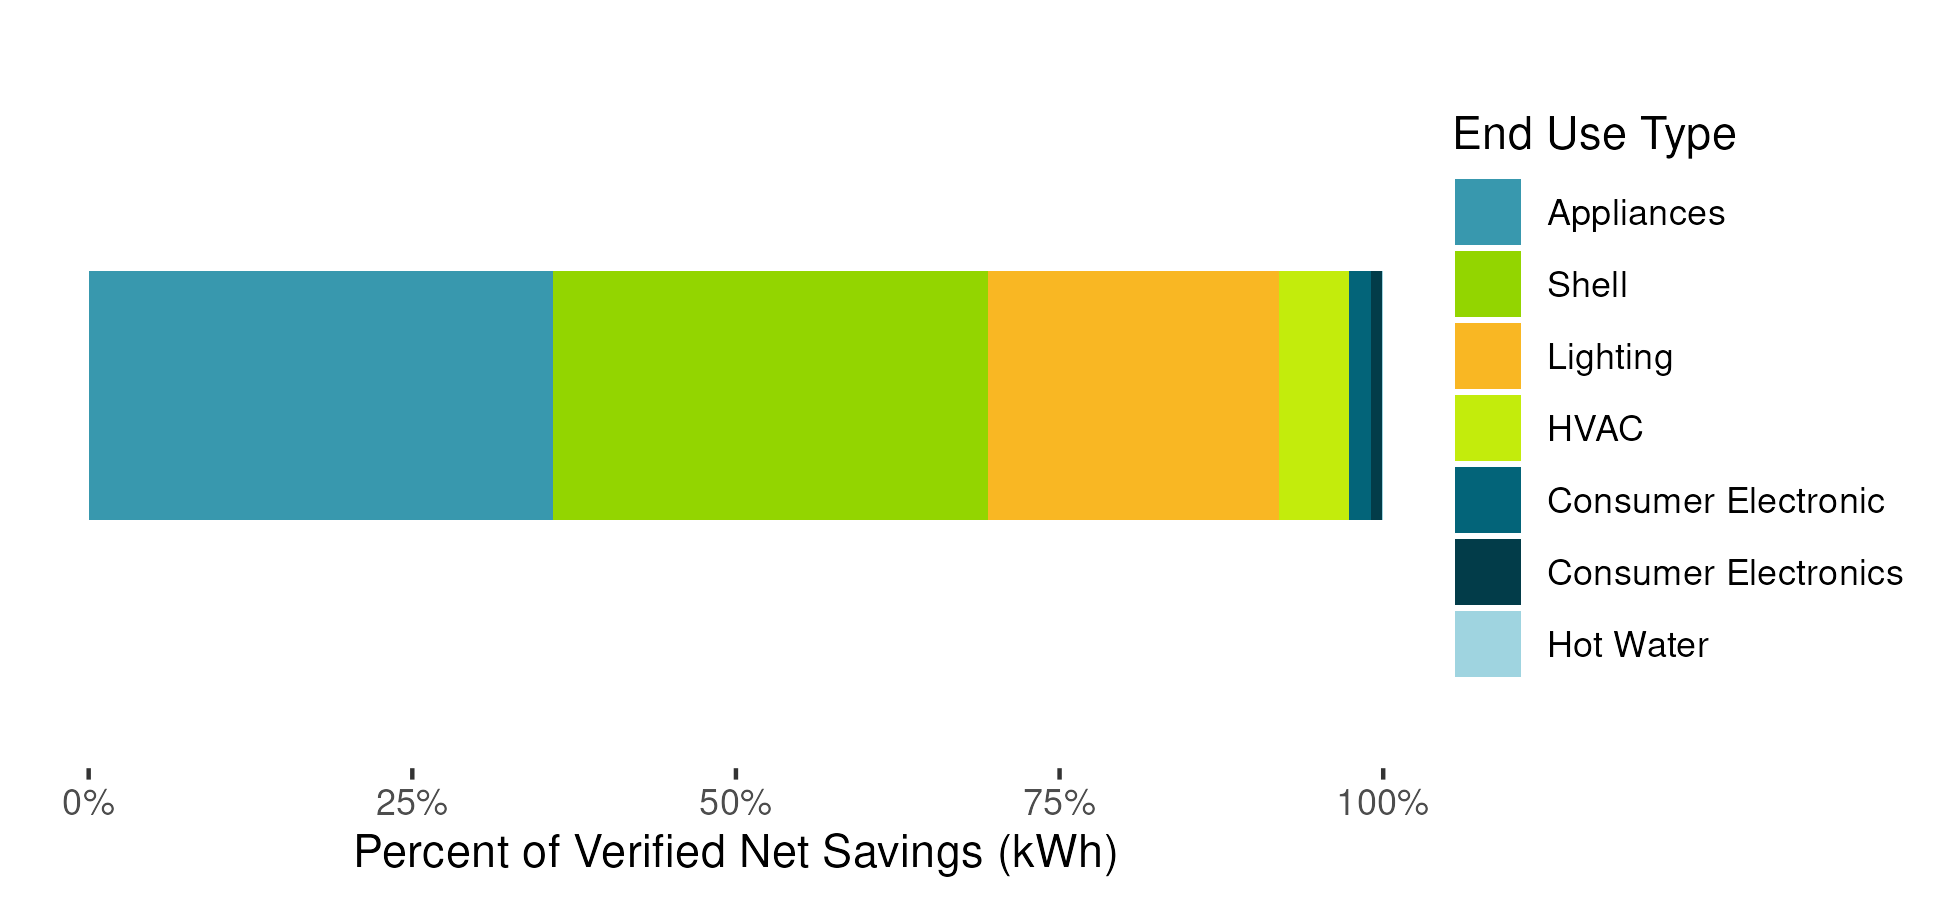 End Use Type
Appliances
Shell
Lighting
HVAC
Consumer Electronic
Consumer Electronics
Hot Water
0% 25% 50% 75% 100%
Percent of Verified Net Savings (kWh)